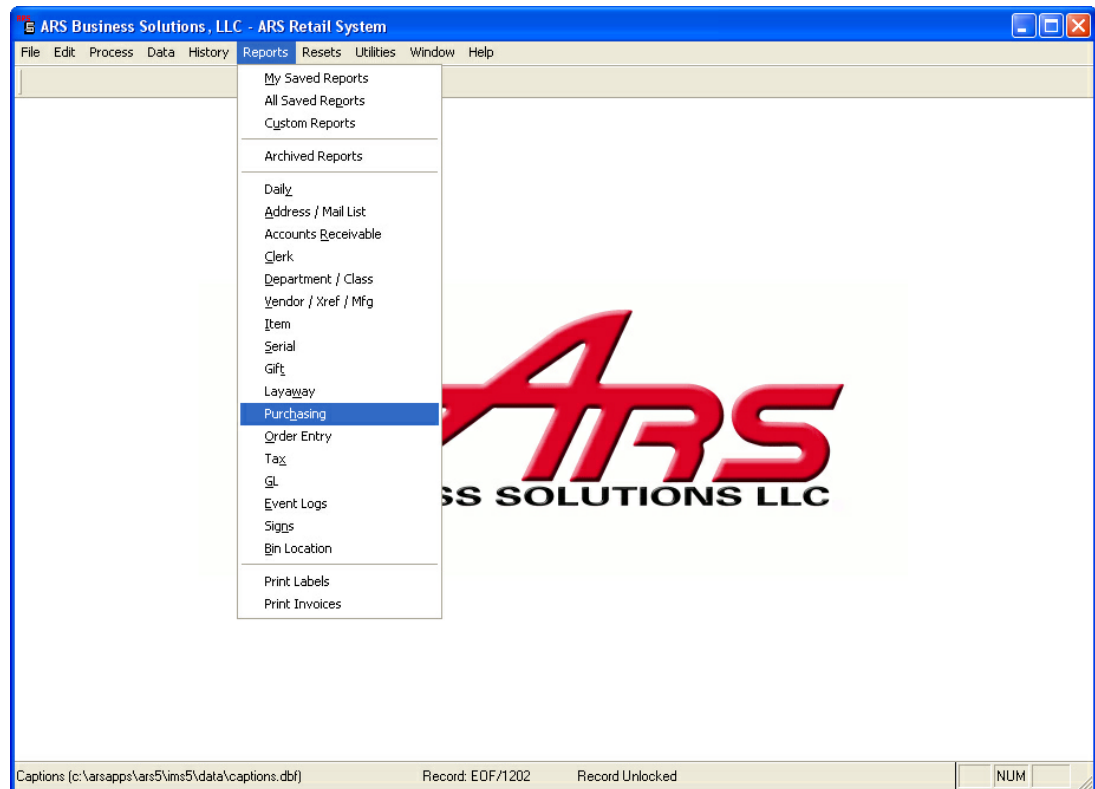 ARS Business Solutions, LLC - ARS Retail System
File Edit Process Data History Reports Resets Utilities Window Help
My Saved Reports
All Saved Reports
Custom Reports
Archived Reports
Daily
Address / Mail List
Accounts Receivable
Clerk
Department / Class
Vendor / Xref / Mfg
Item
Serial
Gift
Layaway
Purchasing
Order Entry
Tax
GL
Event Logs
Signs
Bin Location
Print Labels
Print Invoices
ARS
SS SOLUTIONS LLC
Captions (c:\arsapps\ars5\ims5\data\captions.dbf) Record: EOF/1202 Record Unlocked NUM